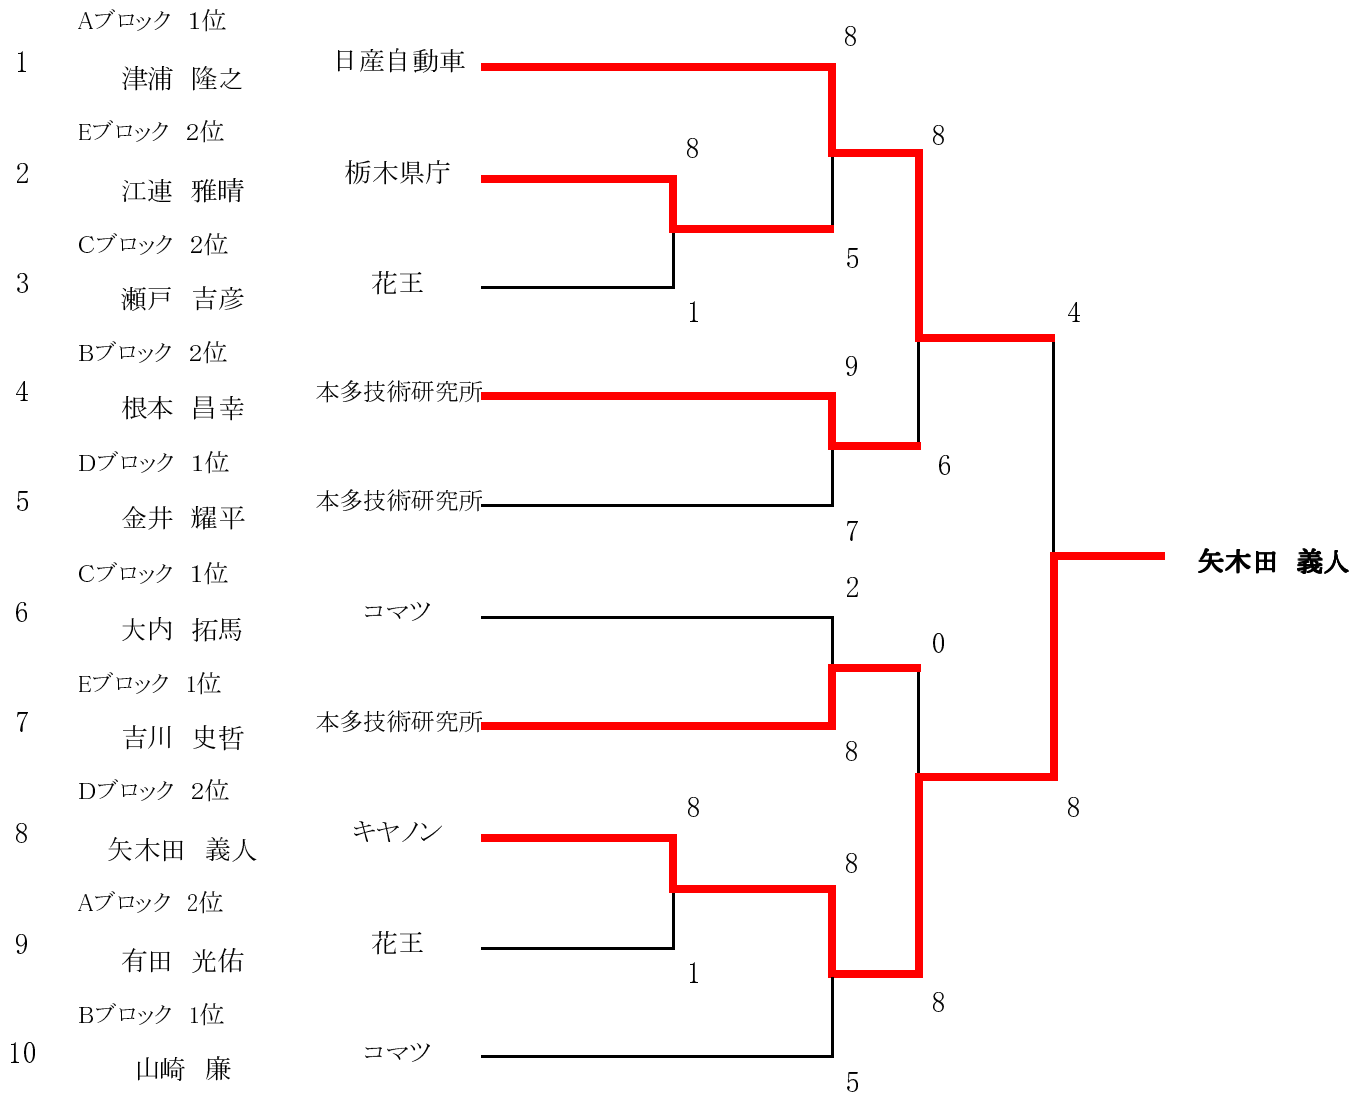 Aブロック 1位
1 津浦 隆之 日産自動車 8
Eブロック 2位 8
2 江連 雅晴 栃木県庁 8
Cブロック 2位 5
3 瀬戸 吉彦 花王 1 4
Bブロック 2位 9
4 根本 昌幸 本多技術研究所
Dブロック 1位 6
5 金井 耀平 本多技術研究所 7
矢木田 義人
Cブロック 1位 2
6 大内 拓馬 コマツ 0
Eブロック 1位
7 吉川 史哲 本多技術研究所 8
Dブロック 2位 8 8
8 矢木田 義人 キヤノン 8
Aブロック 2位
9 有田 光佑 花王 1
Bブロック 1位 8
10 山崎 廉 コマツ 5